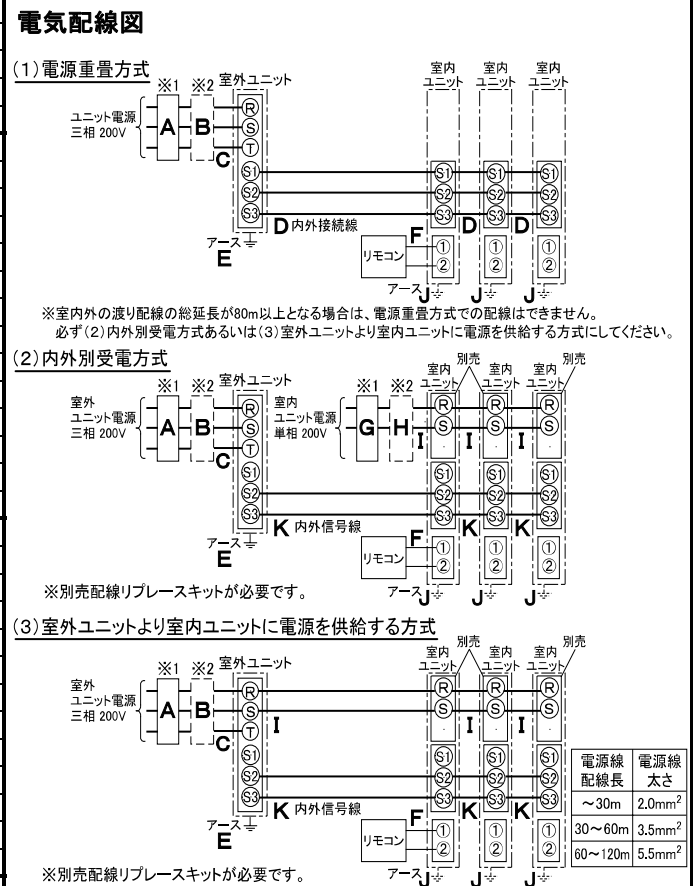 電気配線図
(1)電源重畳方式
※1 ※2 室外ユニット
室内ユニット 室内ユニット 室内ユニット
ユニット電源
三相 200V
A B C
R
S
T
S1
S2
S3
S1 S1 S1
S2 S2 S2
S3 S3 S3
D 内外接続線
D D
アース
E
リモコン
F
① ① ①
② ② ②
アース J J J
※室内外の渡り配線の総延長が80m以上となる場合は、電源重畳方式での配線はできません。
必ず(2)内外別受電方式あるいは(3)室外ユニットより室内ユニットに電源を供給する方式にしてください。
(2)内外別受電方式
※1 ※2 室外ユニット
室外
ユニット電源
三相 200V
A B C
R
S
T
S1
S2
S3
※1 ※2
室内
ユニット電源
単相 200V
G H
室内ユニット 別売 室内ユニット 室内ユニット 別売
R R R
S S S
I I I
S1 S1 S1
S2 S2 S2
S3 S3 S3
K 内外信号線
K K
アース
E
リモコン
F
① ① ①
② ② ②
アース J J J
※別売配線リプレースキットが必要です。
(3)室外ユニットより室内ユニットに電源を供給する方式
※1 ※2 室外ユニット
室外
ユニット電源
三相 200V
A B C
R
S
T
S1
S2
S3
室内ユニット 別売 室内ユニット 室内ユニット 別売
R R R
S S S
I I I
S1 S1 S1
S2 S2 S2
S3 S3 S3
K 内外信号線
K K
アース
E
リモコン
F
① ① ①
② ② ②
アース J J J
電源線配線長 電源線太さ
～30m 2.0mm²
30～60m 3.5mm²
60～120m 5.5mm²
※別売配線リプレースキットが必要です。